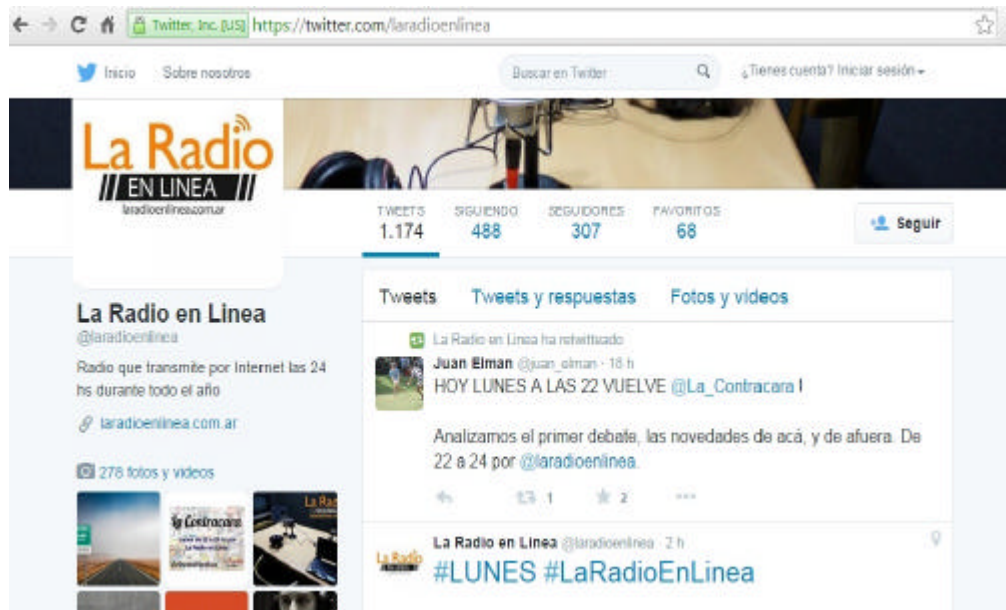 Twitter, Inc. [US] https://twitter.com/laradioenlinea
Inicio Sobre nosotros Buscar en Twitter ¿Tienes cuenta? Iniciar sesión
La Radio
EN LINEA
laradioenlinea.com.ar
TWEETS SIGUIENDO SEGUIDORES FAVORITOS
1.174 488 307 68
Seguir
La Radio en Linea
@laradioenlinea
Radio que transmite por Internet las 24
hs durante todo el año
laradioenlinea.com.ar
278 fotos y videos
La Contracara
Tweets Tweets y respuestas Fotos y videos
La Radio en Linea ha retwitteado
Juan Elman @juan_elman · 18 h
HOY LUNES A LAS 22 VUELVE @La_Contracara !
Analizamos el primer debate, las novedades de acá, y de afuera. De
22 a 24 por @laradioenlinea.
1 2
La Radio en Linea @laradioenlinea · 2 h
#LUNES #LaRadioEnLinea